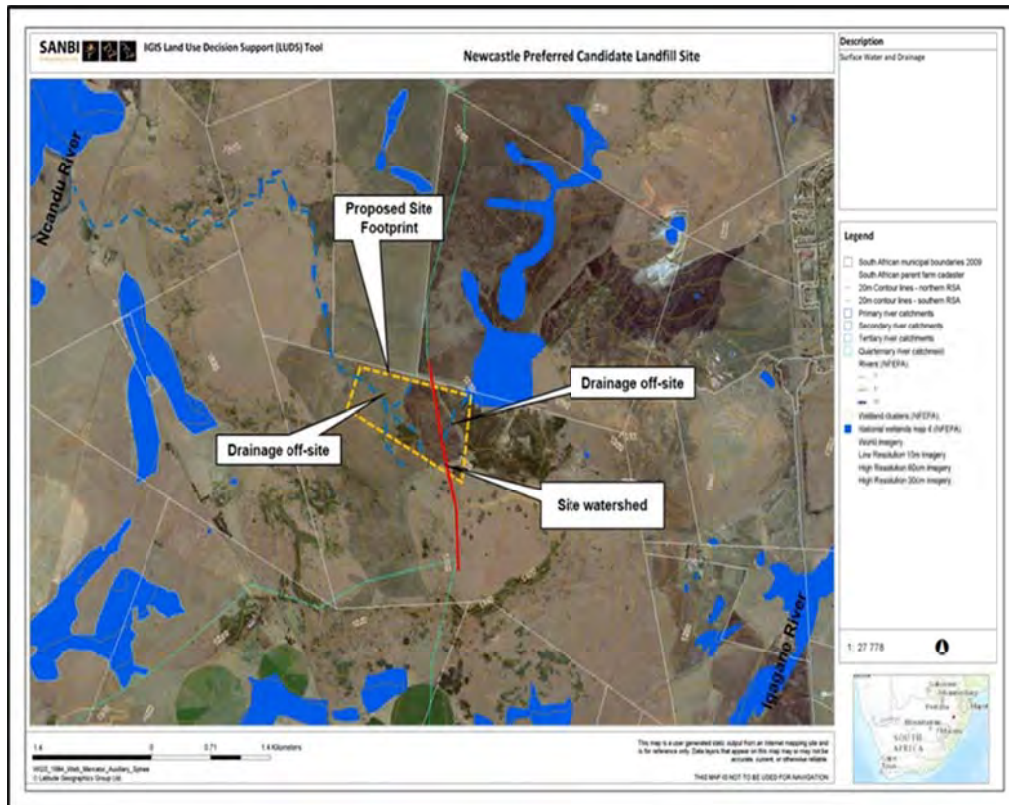 SANBI
IGIS Land Use Decision Support (LUDS) Tool
Newcastle Preferred Candidate Landfill Site
Description
Surface Water and Drainage
Ncandu River
Proposed Site
Footprint
Drainage off-site
Drainage off-site
Site watershed
Iqagane River
Legend
South African municipal boundaries 2009
South African parent farm cadaster
20m Contour lines - northern RSA
20m contour lines - southern RSA
Primary river catchments
Secondary river catchments
Tertiary river catchments
Quarternary river catchment
Rivers (NFEPA)
Wetland clusters (NFEPA)
National wetlands map 4 (NFEPA)
World Imagery
Low Resolution 15m Imagery
High Resolution 60cm Imagery
High Resolution 30cm Imagery
1: 27 778
SOUTH
AFRICA
1.4 0 0.71 1.4 Kilometers
WGS_1984_Web_Mercator_Auxiliary_Sphere
© Latitude Geographics Group Ltd.
This map is a user generated static output from an Internet mapping site and
is for reference only. Data layers that appear on this map may or may not be
accurate, current, or otherwise reliable.
THIS MAP IS NOT TO BE USED FOR NAVIGATION